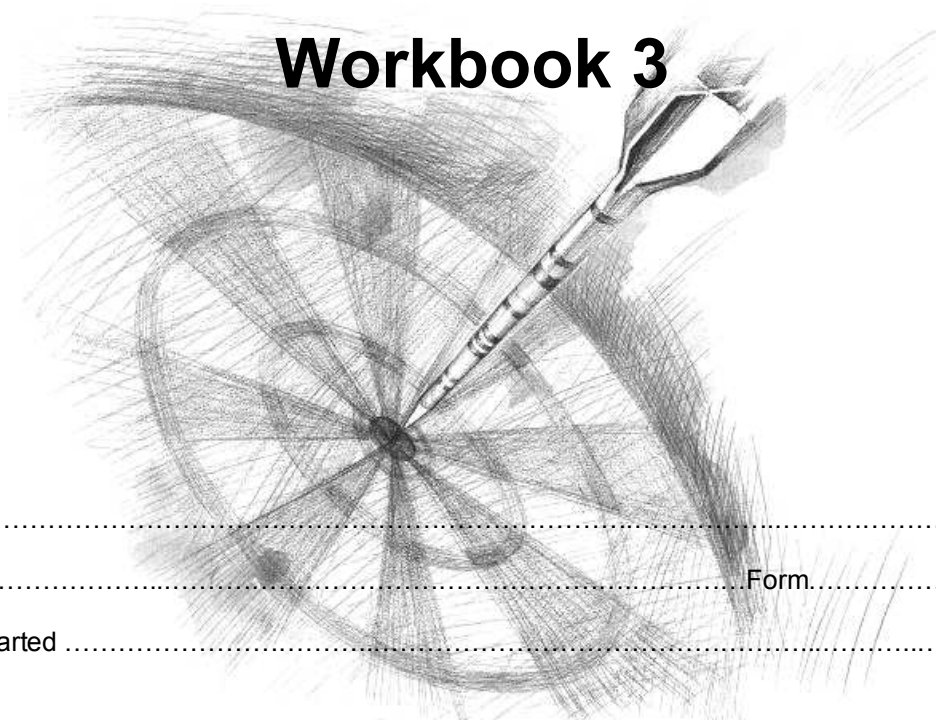 Workbook 3
…………………………………………………………………………………………
………………………………………………………………………Form……………
arted ……………………………………………………………………………………